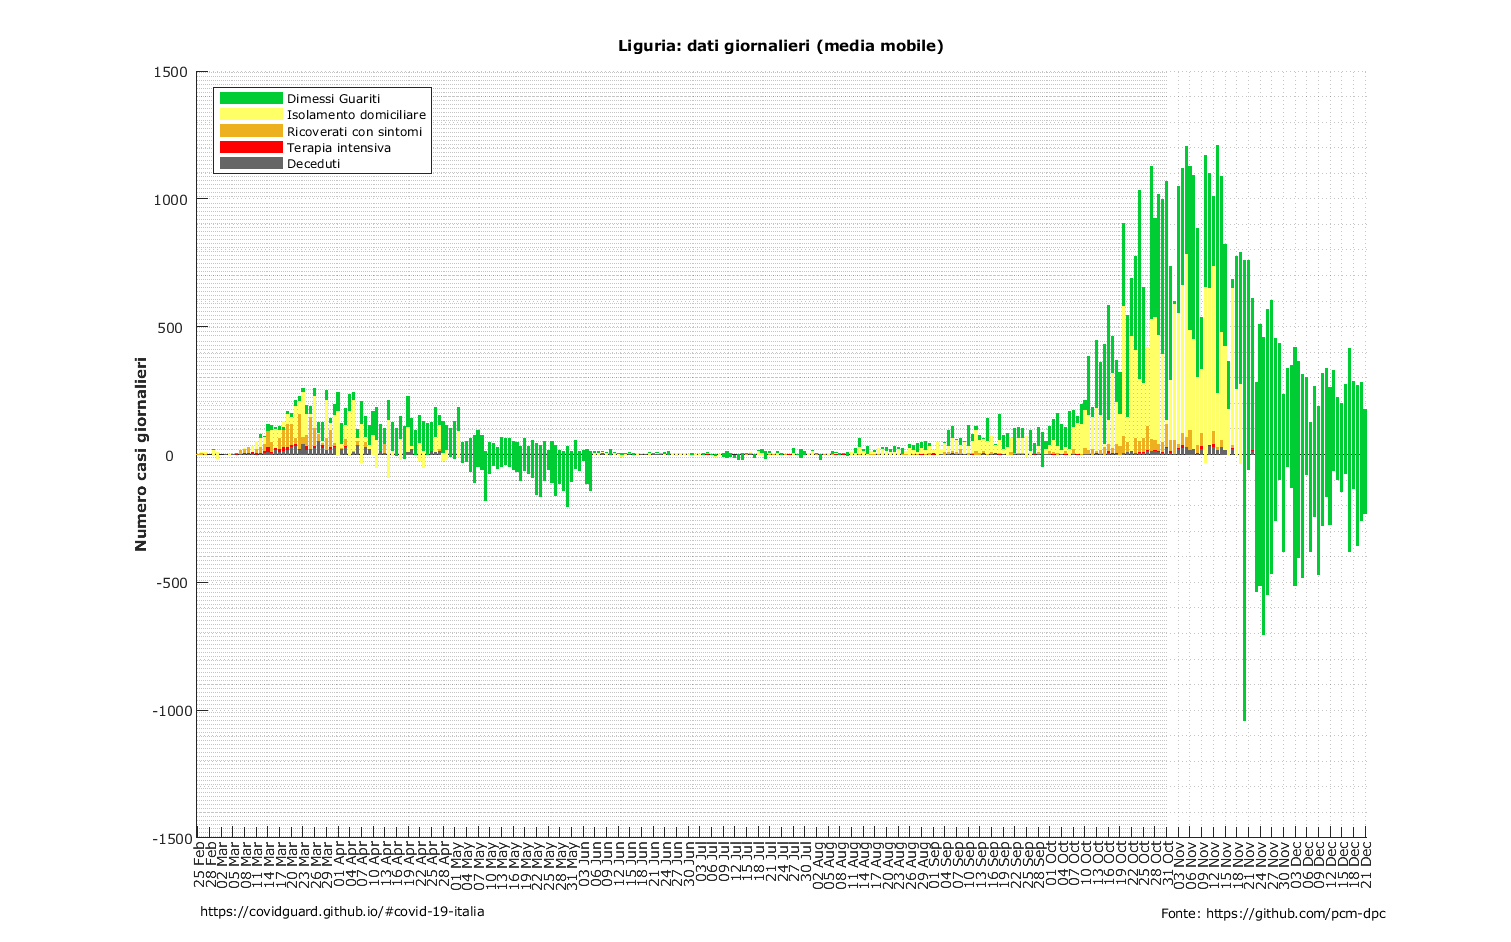 Liguria: dati giornalieri (media mobile)
1500
1000
500
0
-500
-1000
-1500
Numero casi giornalieri
Dimessi Guariti
Isolamento domiciliare
Ricoverati con sintomi
Terapia intensiva
Deceduti
25 Feb
28 Feb
02 Mar
05 Mar
08 Mar
11 Mar
14 Mar
17 Mar
20 Mar
23 Mar
26 Mar
29 Mar
01 Apr
04 Apr
07 Apr
10 Apr
13 Apr
16 Apr
19 Apr
22 Apr
25 Apr
28 Apr
01 May
04 May
07 May
10 May
13 May
16 May
19 May
22 May
25 May
28 May
31 May
03 Jun
06 Jun
09 Jun
12 Jun
15 Jun
18 Jun
21 Jun
24 Jun
27 Jun
30 Jun
03 Jul
06 Jul
09 Jul
12 Jul
15 Jul
18 Jul
21 Jul
24 Jul
27 Jul
30 Jul
02 Aug
05 Aug
08 Aug
11 Aug
14 Aug
17 Aug
20 Aug
23 Aug
26 Aug
29 Aug
01 Sep
04 Sep
07 Sep
10 Sep
13 Sep
16 Sep
19 Sep
22 Sep
25 Sep
28 Sep
01 Oct
04 Oct
07 Oct
10 Oct
13 Oct
16 Oct
19 Oct
22 Oct
25 Oct
28 Oct
31 Oct
03 Nov
06 Nov
09 Nov
12 Nov
15 Nov
18 Nov
21 Nov
24 Nov
27 Nov
30 Nov
03 Dec
06 Dec
09 Dec
12 Dec
15 Dec
18 Dec
21 Dec
https://covidguard.github.io/#covid-19-italia
Fonte: https://github.com/pcm-dpc